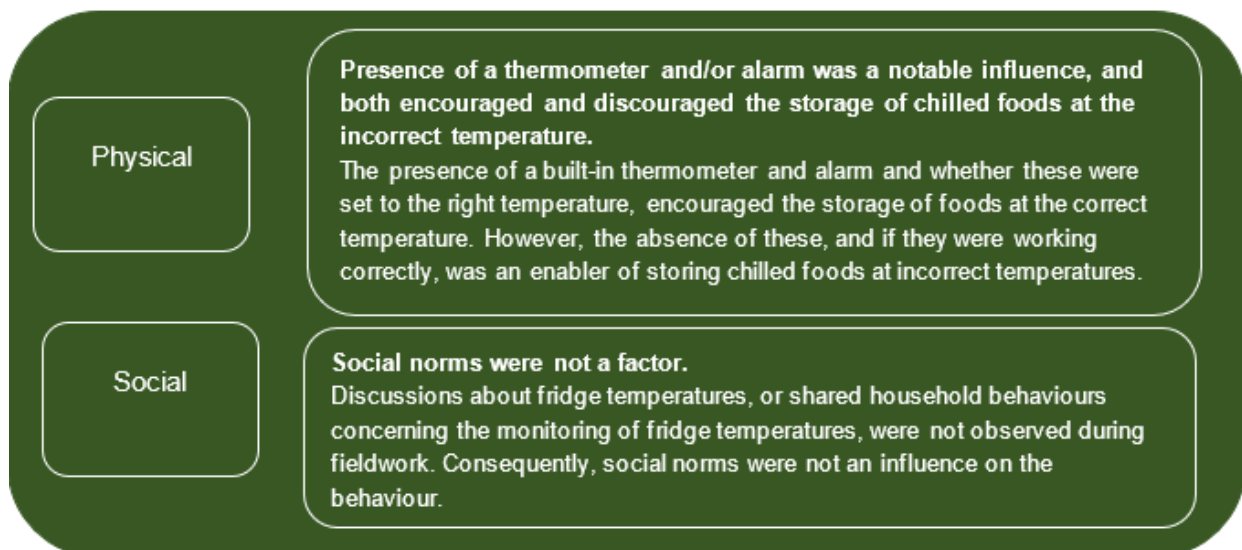 Physical
Presence of a thermometer and/or alarm was a notable influence, and
both encouraged and discouraged the storage of chilled foods at the
incorrect temperature.
The presence of a built-in thermometer and alarm and whether these were
set to the right temperature, encouraged the storage of foods at the correct
temperature. However, the absence of these, and if they were working
correctly, was an enabler of storing chilled foods at incorrect temperatures.
Social
Social norms were not a factor.
Discussions about fridge temperatures, or shared household behaviours
concerning the monitoring of fridge temperatures, were not observed during
fieldwork. Consequently, social norms were not an influence on the
behaviour.